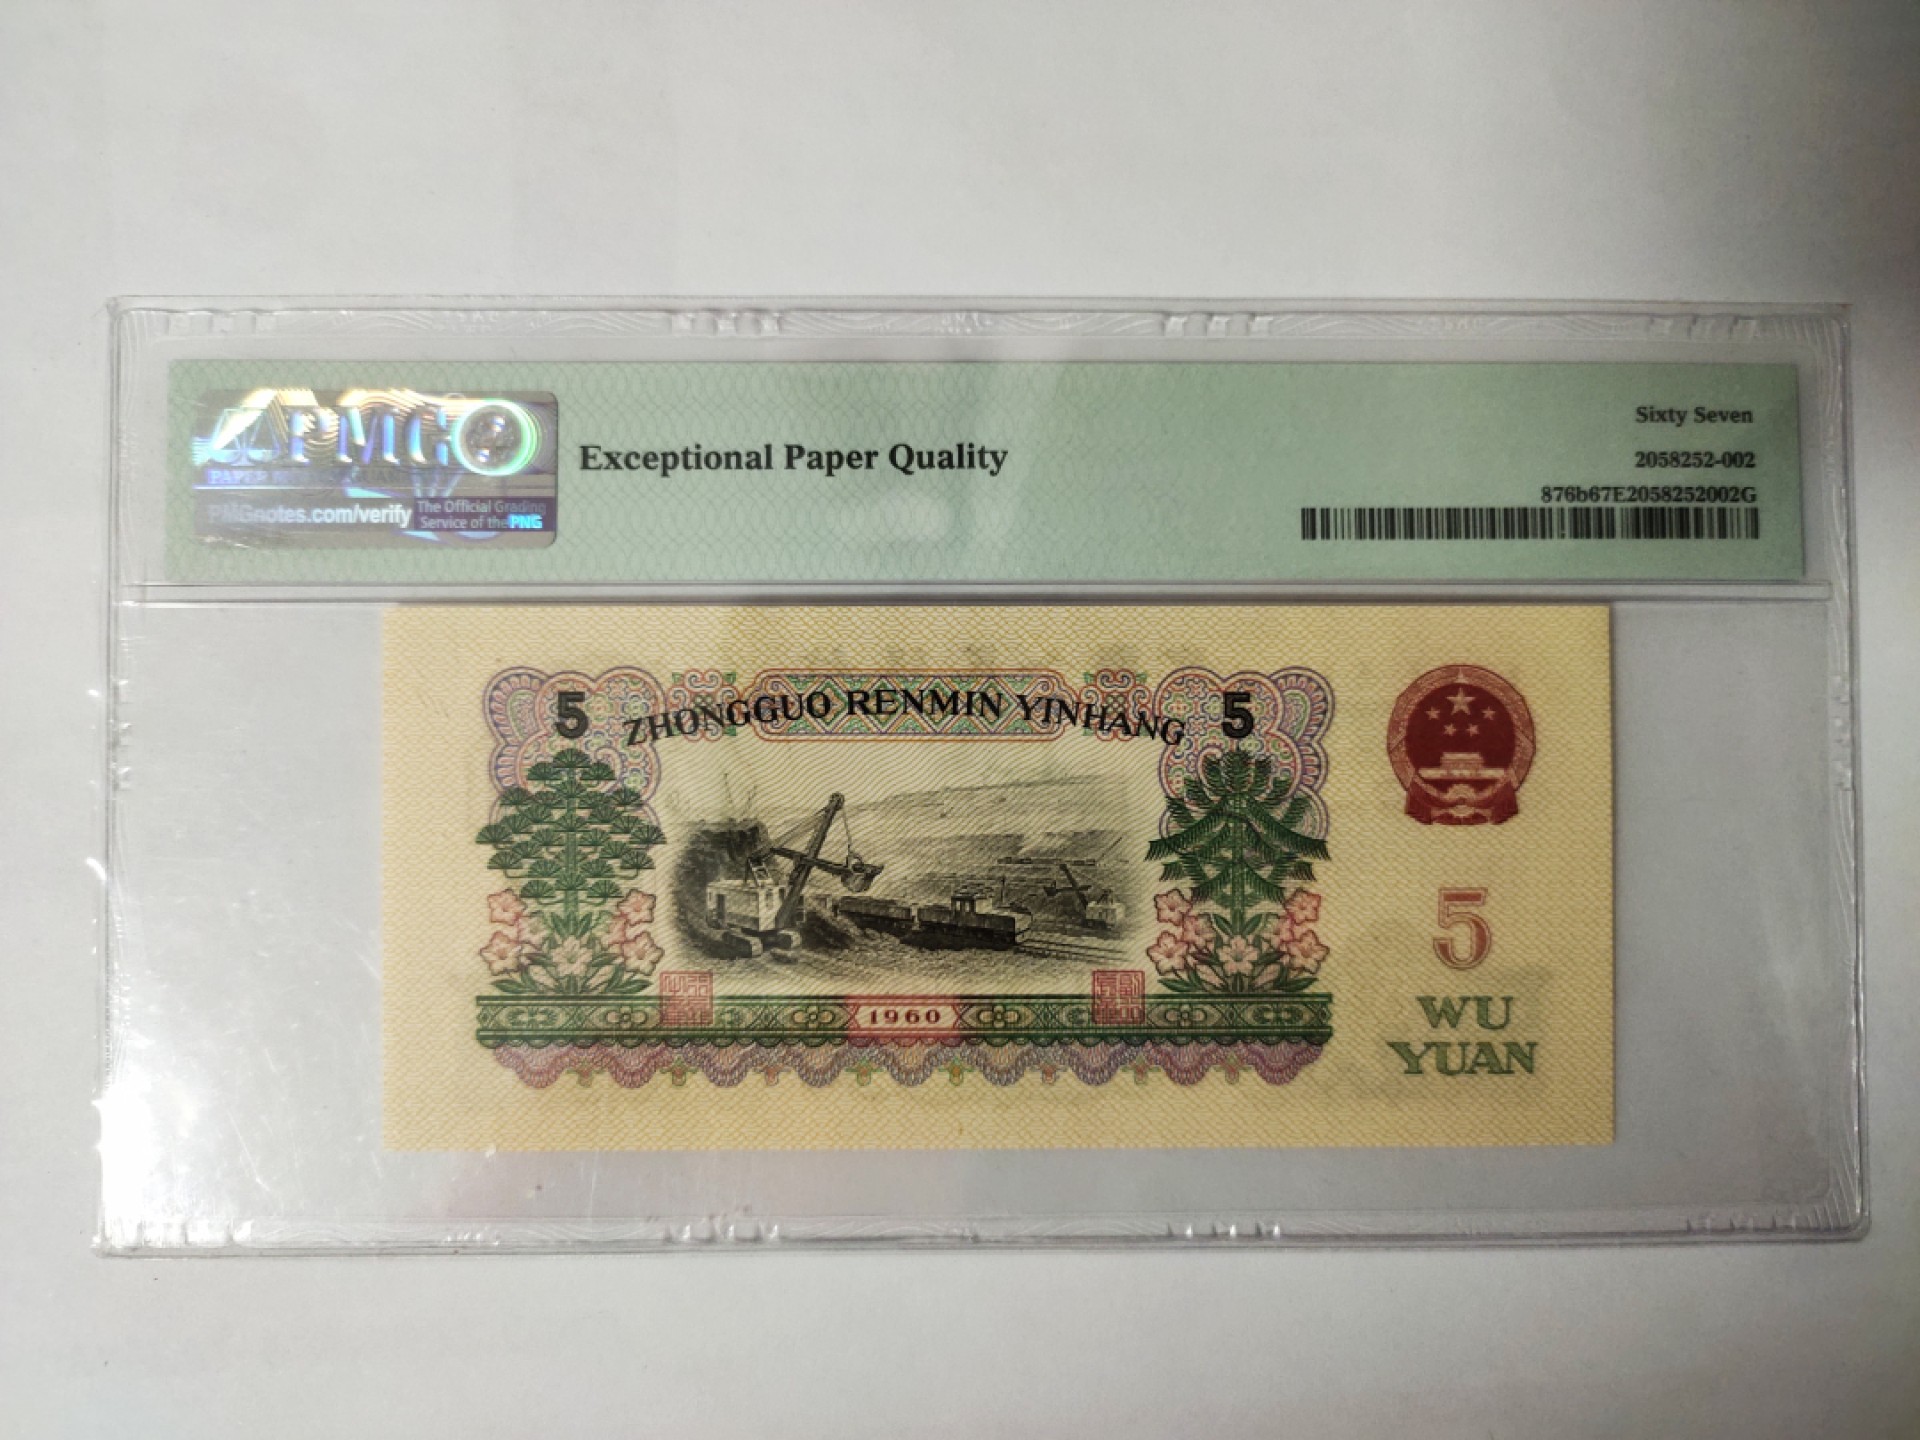 PMG
PMGnotes.com/verify
The Official Grading
Service of the PNG
Exceptional Paper Quality
Sixty Seven
2058252-002
876b67E2058252002G
5 ZHONGGUO RENMIN YINHANG 5
1960
5
WU
YUAN